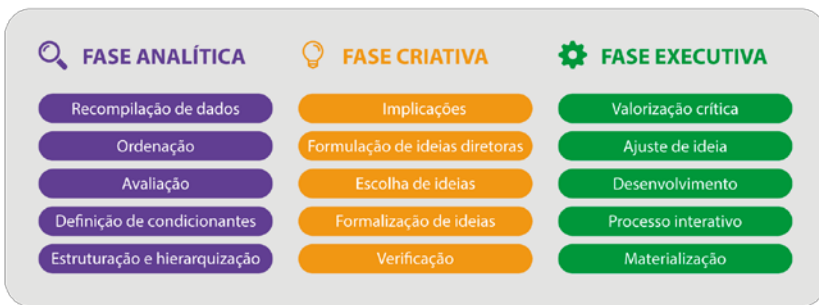 FASE ANALÍTICA
Recompilação de dados
Ordenação
Avaliação
Definição de condicionantes
Estruturação e hierarquização
FASE CRIATIVA
Implicações
Formulação de ideias diretoras
Escolha de ideias
Formalização de ideias
Verificação
FASE EXECUTIVA
Valorização crítica
Ajuste de ideia
Desenvolvimento
Processo interativo
Materialização